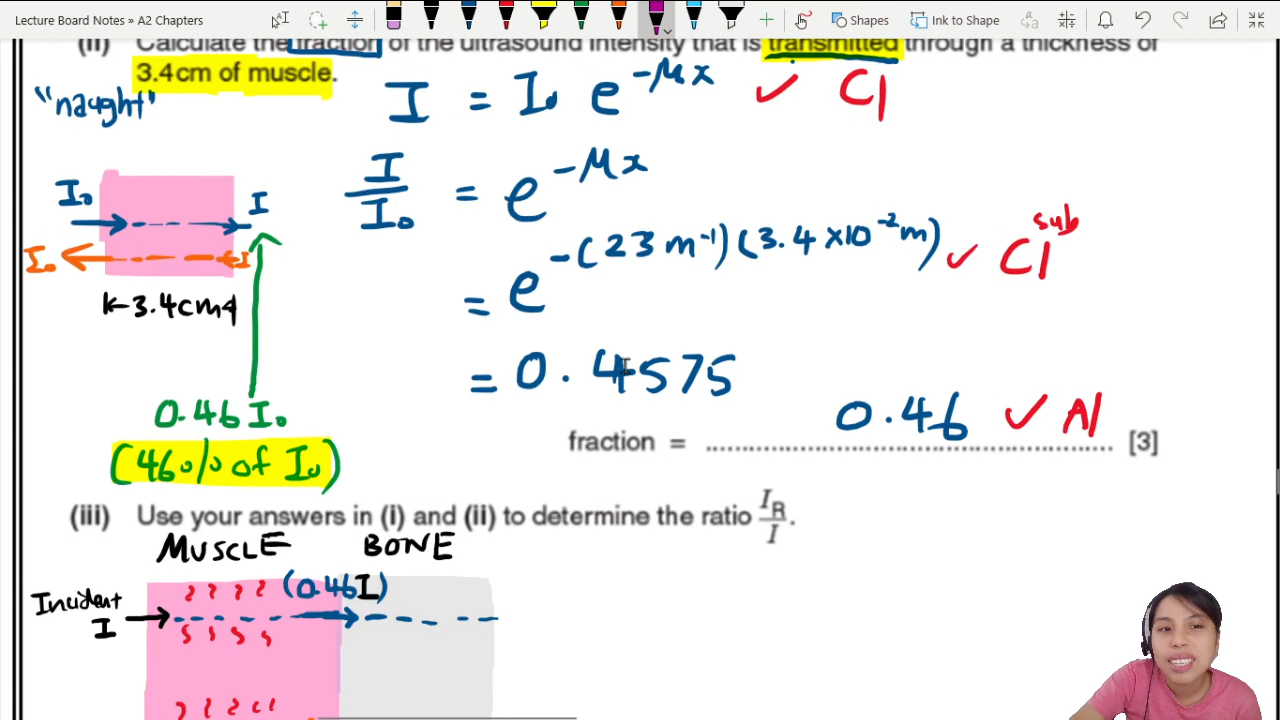 Lecture Board Notes » A2 Chapters
Shapes
Ink to Shape
(ii) Calculate the fraction of the ultrasound intensity that is transmitted through a thickness of
3.4 cm of muscle.
"naught"
I = I₀ e^-μx ✓ C1
I/I₀ = e^-μx
I₀ I
I₀ I
= e^-(23 m⁻¹)(3.4 ×10⁻² m) ✓ C1 sub
k-3.4cm
= 0.4575
0.46 I₀
(46% of I₀)
0.46 ✓ A1
fraction = .................................................. [3]
(iii) Use your answers in (i) and (ii) to determine the ratio I_R/I.
MUSCLE BONE
(0.46I)
Incident
I